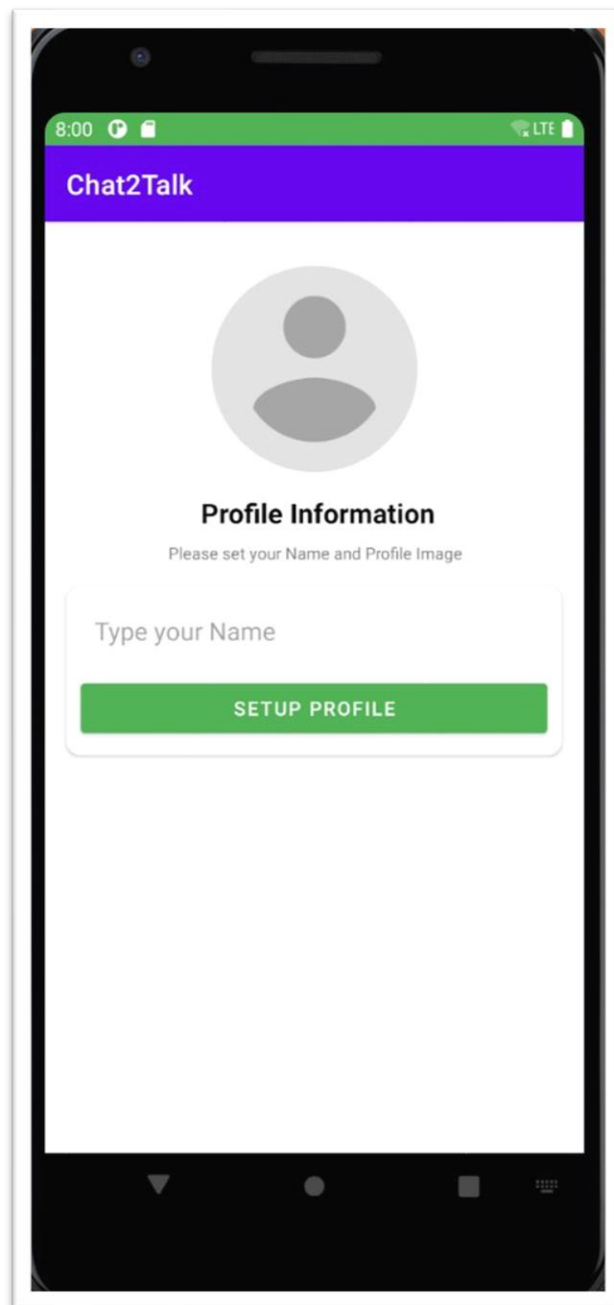 8:00 LTE
Chat2Talk
Profile Information
Please set your Name and Profile Image
Type your Name
SETUP PROFILE